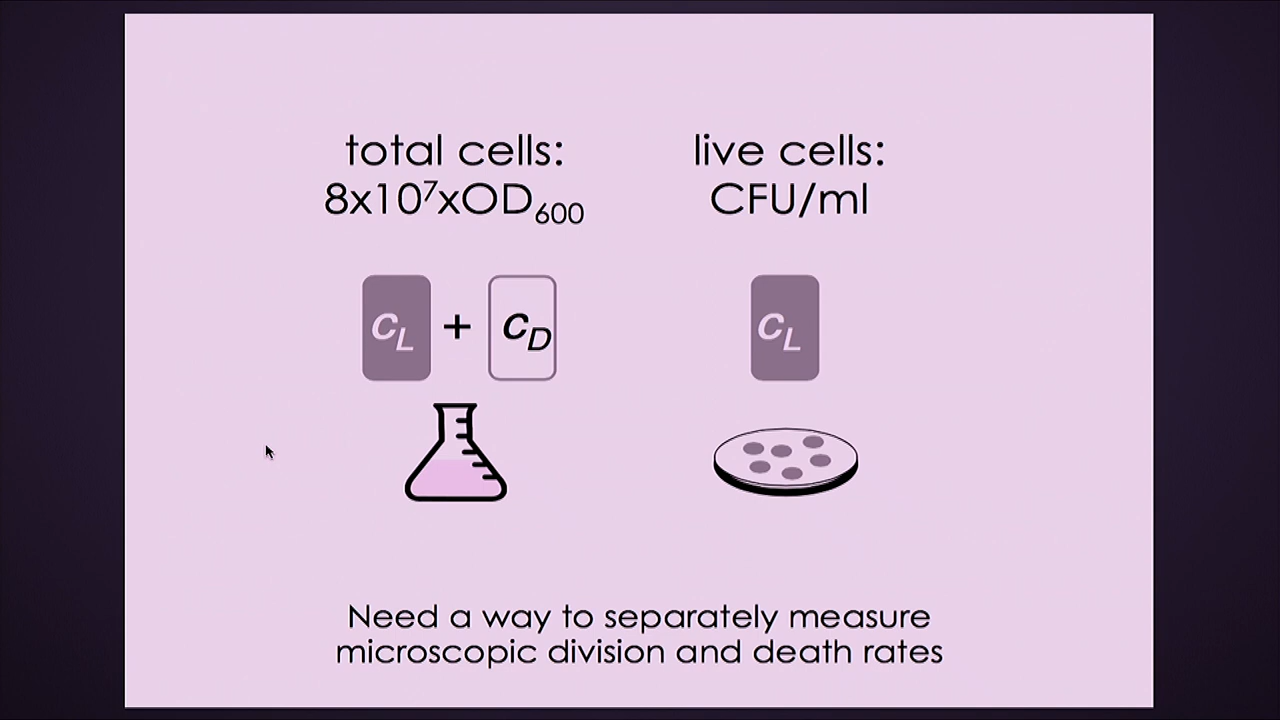 total cells:
8x10⁷xOD₆₀₀
live cells:
CFU/ml
C_L + C_D
C_L
Need a way to separately measure
microscopic division and death rates